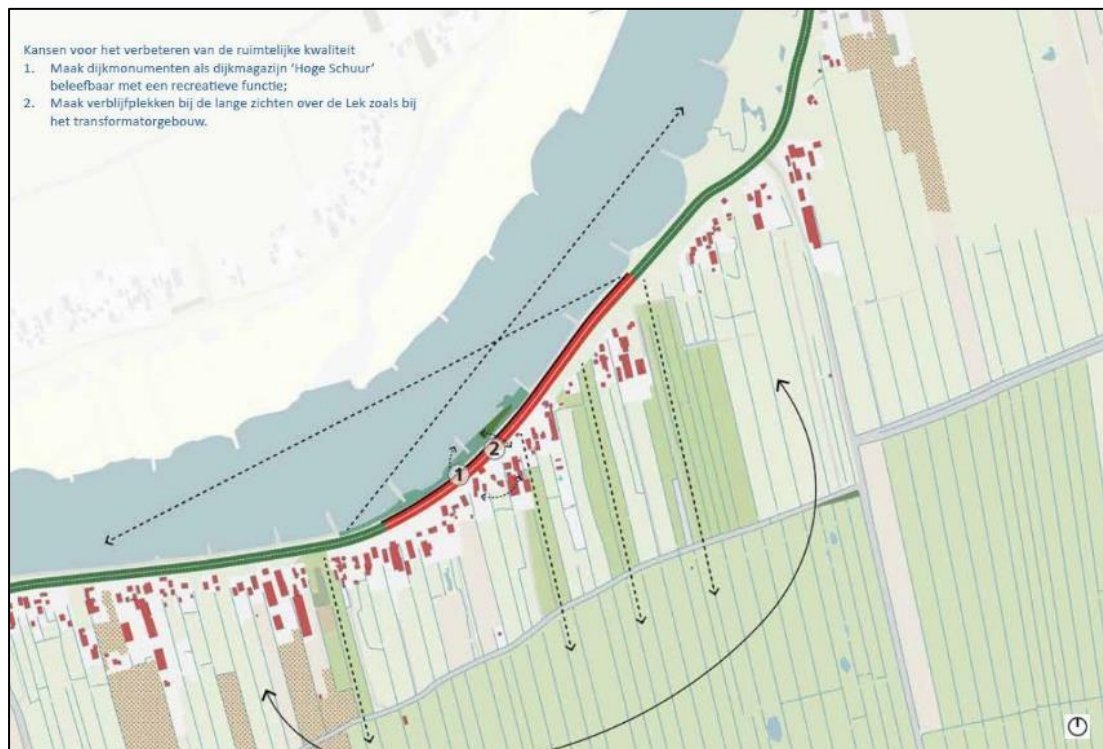 Kansen voor het verbeteren van de ruimtelijke kwaliteit
1. Maak dijkmonumenten als dijkmagazijn ‘Hoge Schuur’
beleefbaar met een recreatieve functie;
2. Maak verblijfplekken bij de lange zichten over de Lek zoals bij
het transformatorgebouw.
2
1